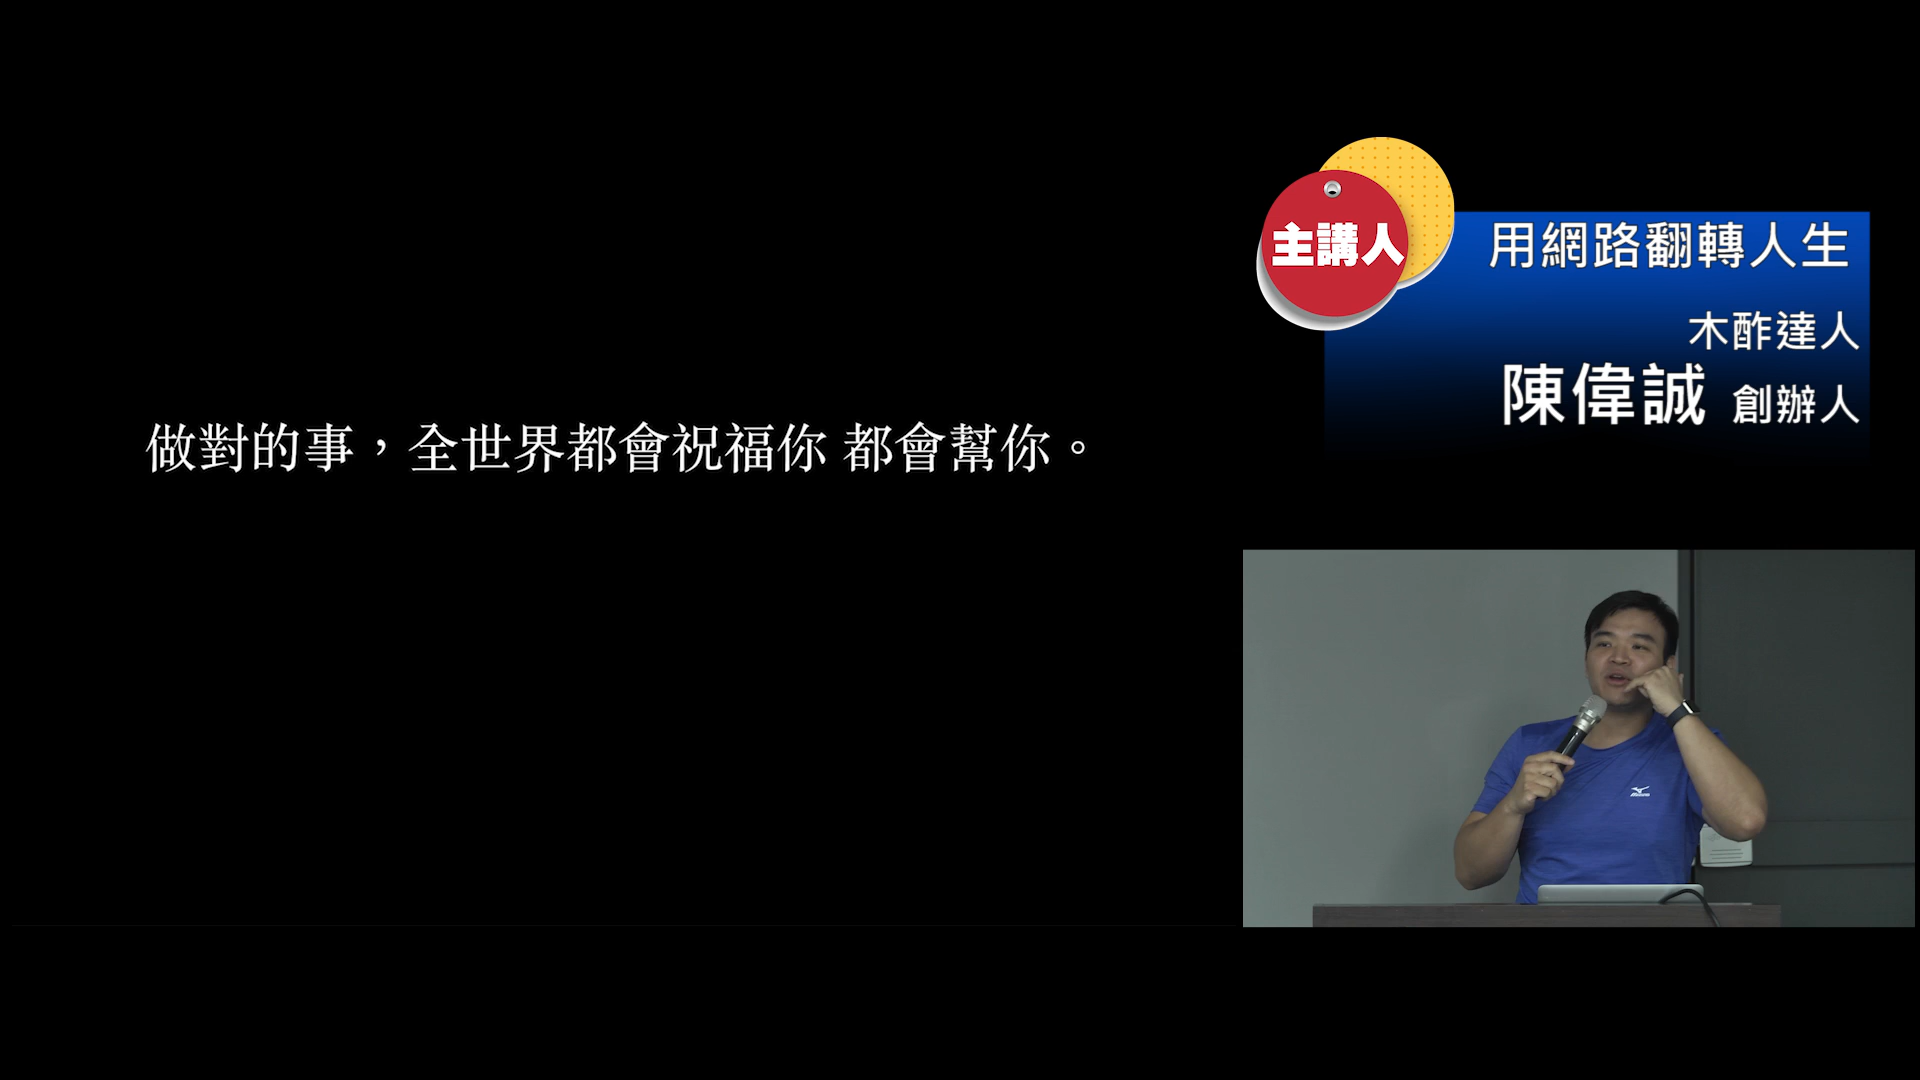 做對的事，全世界都會祝福你 都會幫你。
主講人
用網路翻轉人生
木酢達人
陳偉誠 創辦人